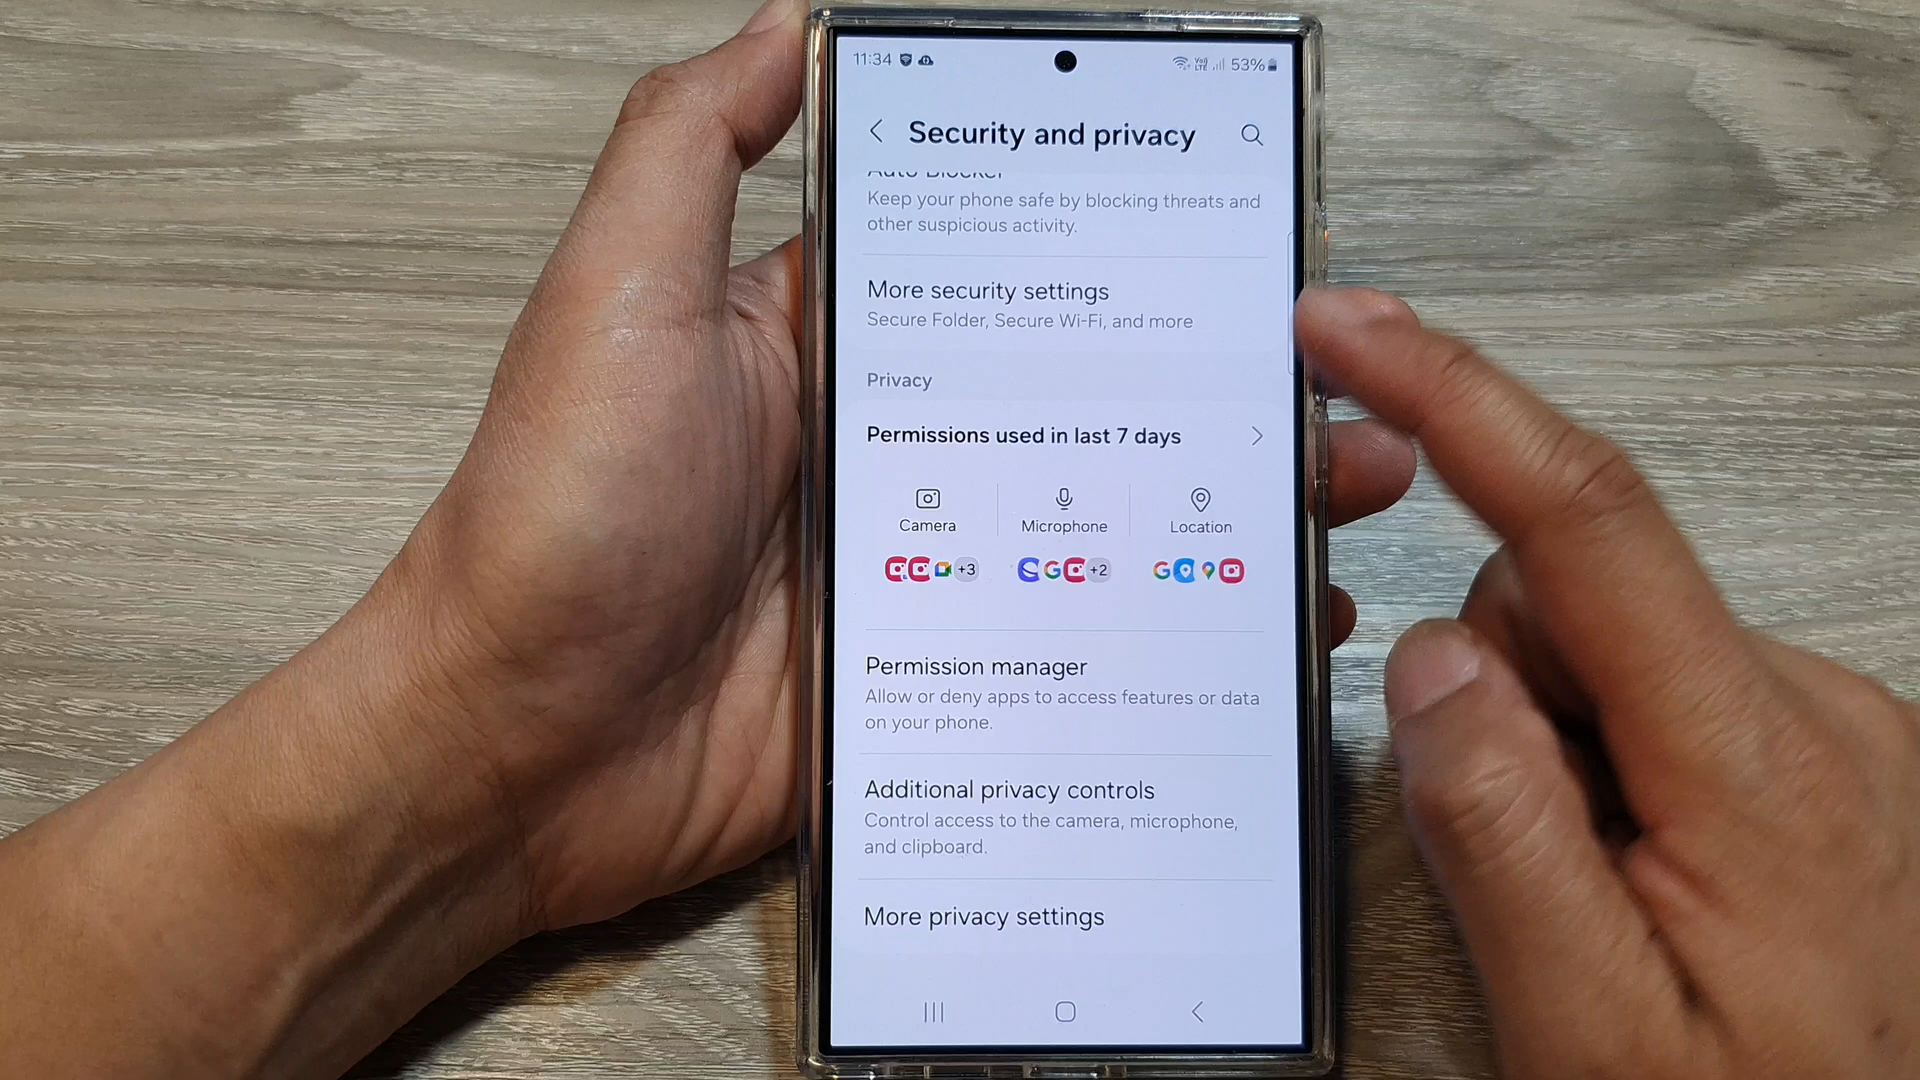 11:34 53%
Security and privacy
Auto Blocker
Keep your phone safe by blocking threats and
other suspicious activity.
More security settings
Secure Folder, Secure Wi-Fi, and more
Privacy
Permissions used in last 7 days
Camera Microphone Location
+3 +2
Permission manager
Allow or deny apps to access features or data
on your phone.
Additional privacy controls
Control access to the camera, microphone,
and clipboard.
More privacy settings